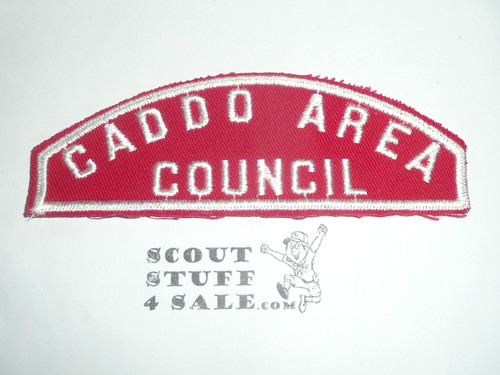 CADDO AREA
COUNCIL
SCOUT
STUFF
4 SALE.COM